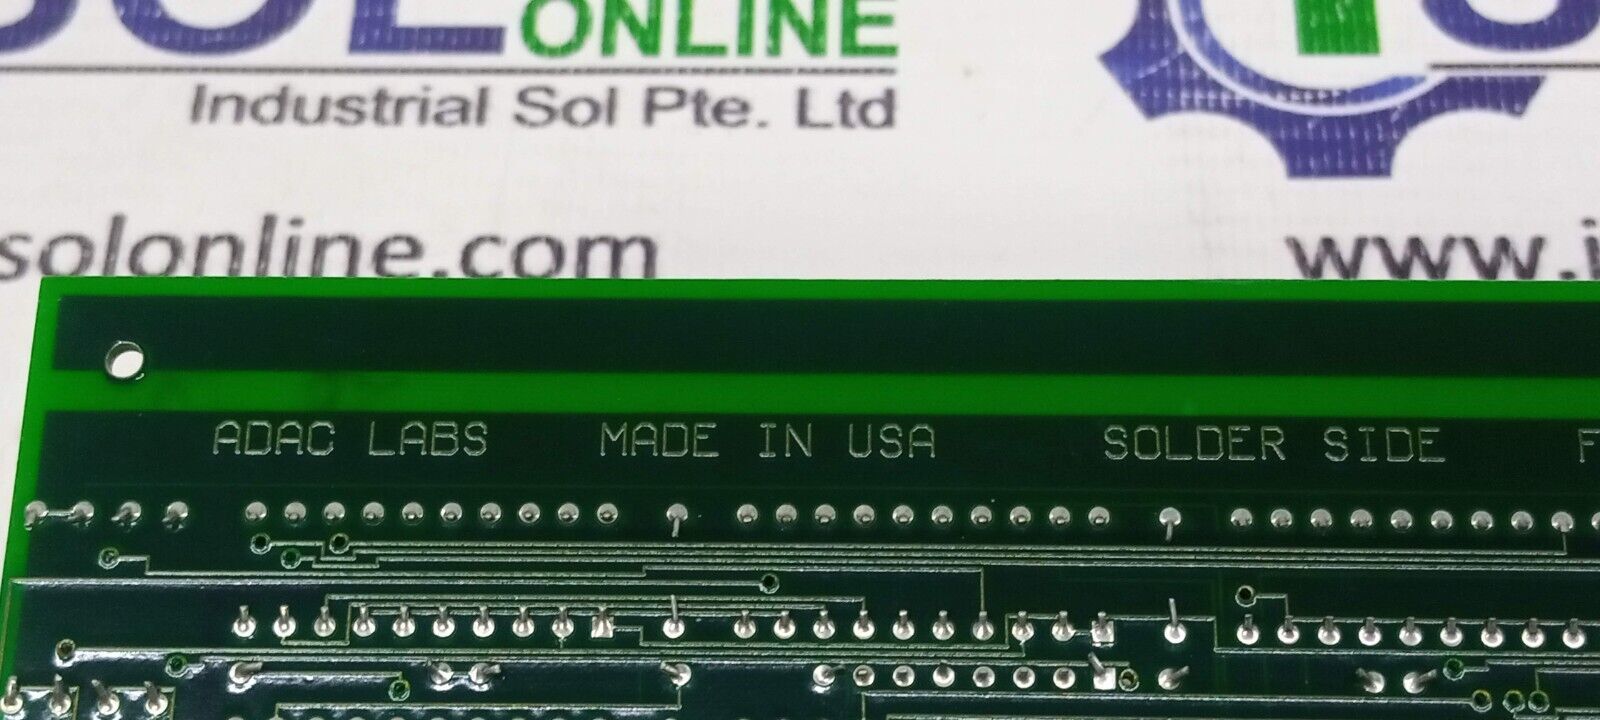 ONLINE
Industrial Sol Pte. Ltd
solonline.com
www.i
ADAC LABS MADE IN USA SOLDER SIDE F